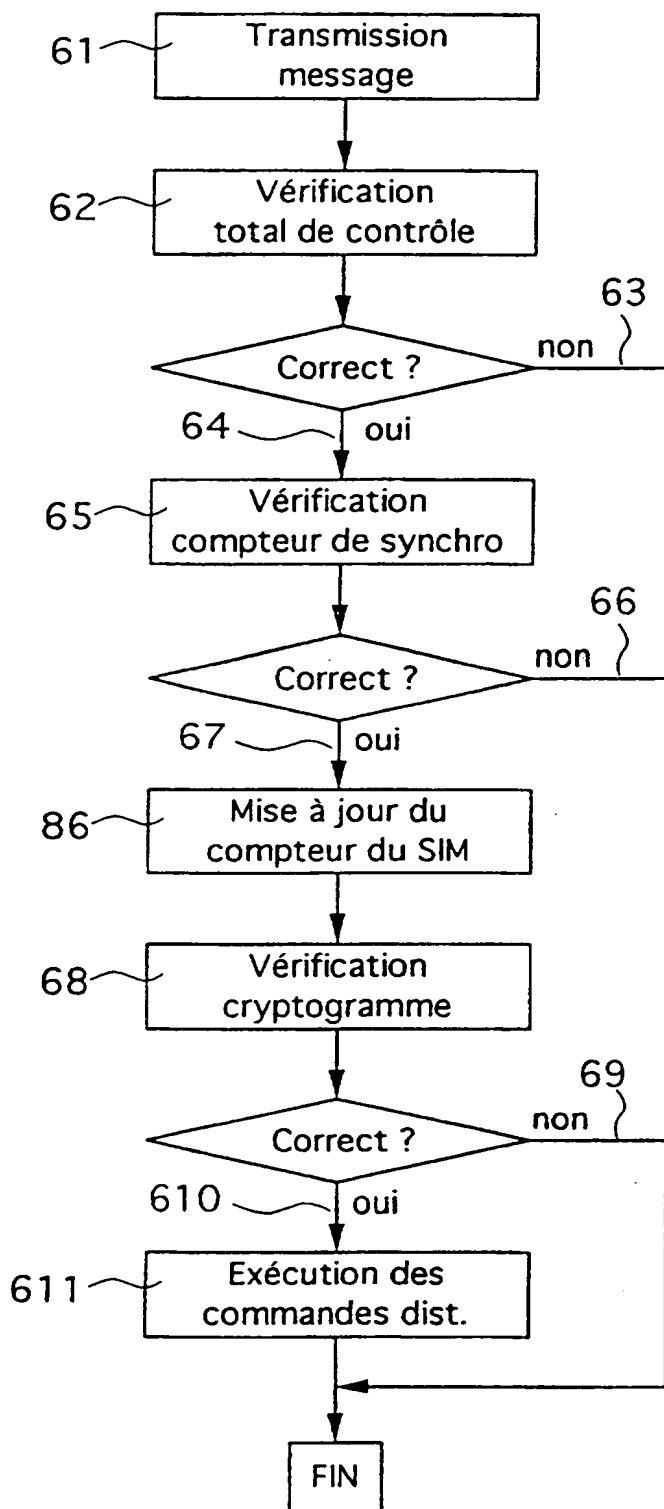 61
Transmission
message
62
Vérification
total de contrôle
63
Correct ?
non
64
oui
65
Vérification
compteur de synchro
66
Correct ?
non
67
oui
86
Mise à jour du
compteur du SIM
68
Vérification
cryptogramme
69
Correct ?
non
610
oui
611
Exécution des
commandes dist.
FIN